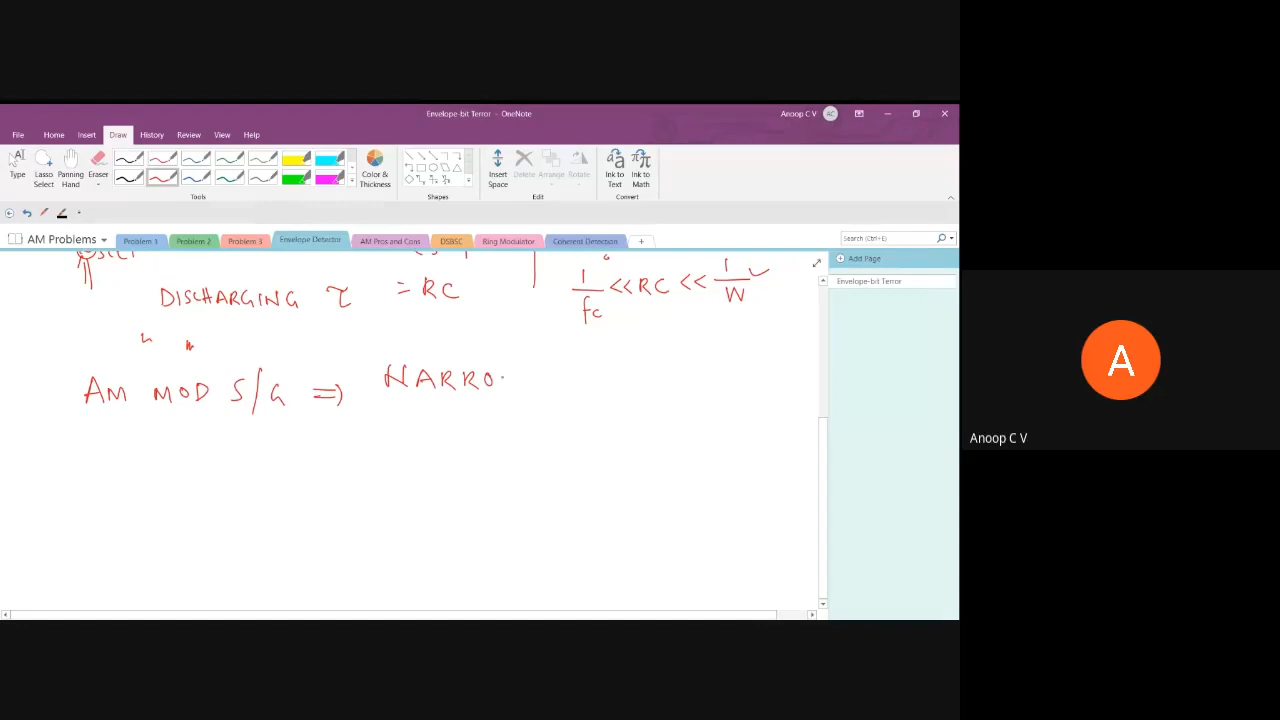 Envelope-bit Terror - OneNote
Anoop C V
AC
File Home Insert Draw History Review View Help
Type
Lasso Select
Panning Hand
Eraser
Color & Thickness
Insert Space
Delete
Arrange
Rotate
Ink to Text
Ink to Math
Tools
Shapes
Edit
Convert
AM Problems
Problem 1
Problem 2
Problem 3
Envelope Detector
AM Pros and Cons
DSBSC
Ring Modulator
Coherent Detection
+
Search (Ctrl+E)
Add Page
Envelope-bit Terror
DISCHARGING τ = RC
1/fc << RC << 1/W
AM MOD S/G ⇒ NARRO
A
Anoop C V